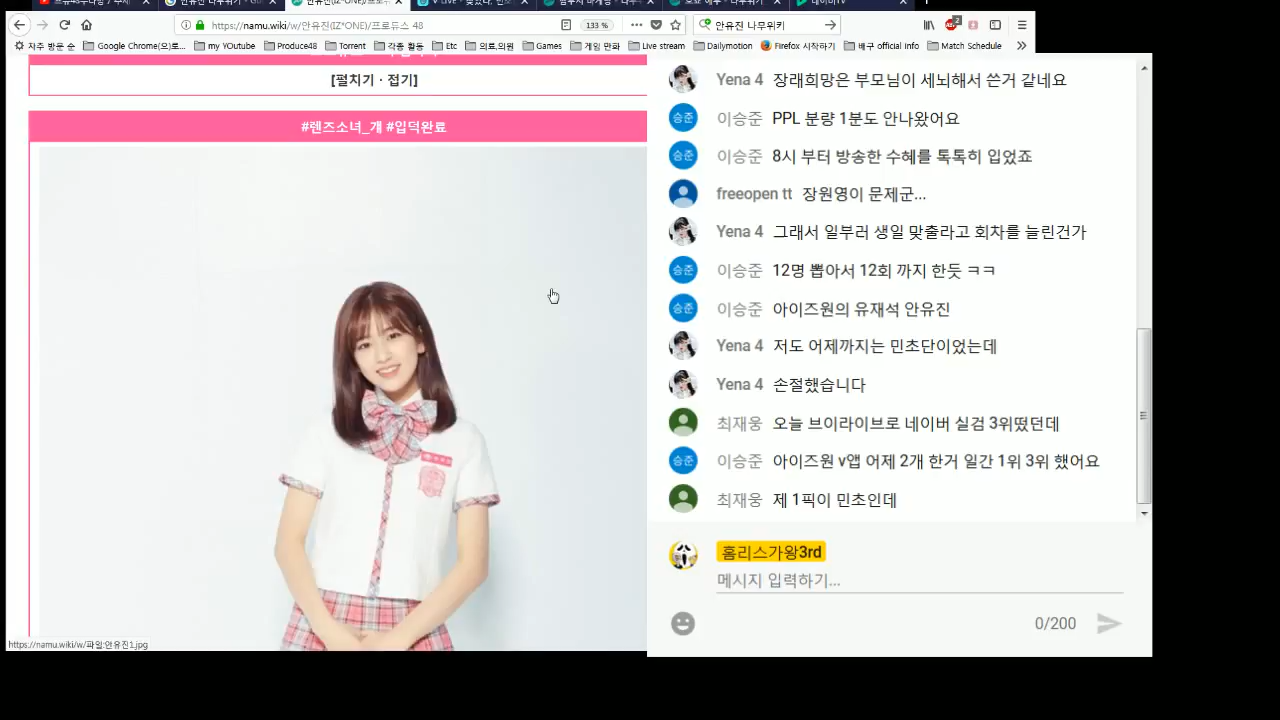 안유진(IZ*ONE)/프로듀스
https://namu.wiki/w/안유진(IZ*ONE)/프로듀스 48
133 %
안유진 나무위키
자주 방문 순
Google Chrome(으)로...
my YOutube
Produce48
Torrent
각종 활동
Etc
의료,의원
Games
게임 만화
Live stream
Dailymotion
Firefox 시작하기
배구 official info
Match Schedule
[펼치기 · 접기]
#렌즈소녀_걔 #입덕완료
https://namu.wiki/w/파일:안유진1.jpg
Yena 4 장래희망은 부모님이 세뇌해서 쓴거 같네요
승준 이승준 PPL 분량 1분도 안나왔어요
승준 이승준 8시 부터 방송한 수혜를 톡톡히 입었죠
freeopen tt 장원영이 문제군...
Yena 4 그래서 일부러 생일 맞출라고 회차를 늘린건가
승준 이승준 12명 뽑아서 12회 까지 한듯 ㅋㅋ
승준 이승준 아이즈원의 유재석 안유진
Yena 4 저도 어제까지는 민초단이었는데
Yena 4 손절했습니다
최재웅 오늘 브이라이브로 네이버 실검 3위떴던데
승준 이승준 아이즈원 v앱 어제 2개 한거 일간 1위 3위 했어요
최재웅 제 1픽이 민초인데
홈리스가왕3rd
메시지 입력하기...
0/200